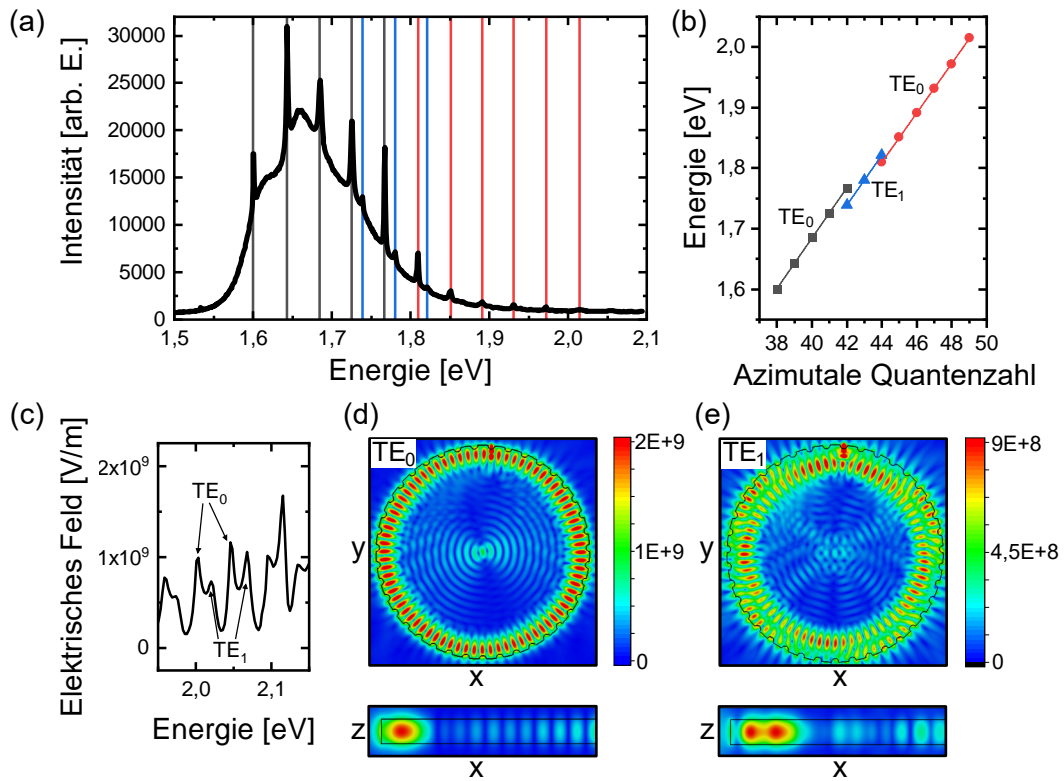 (a)
Intensität [arb. E.]
30000
25000
20000
15000
10000
5000
0
1,5 1,6 1,7 1,8 1,9 2,0 2,1
Energie [eV]
(b)
Energie [eV]
2,0
1,9
1,8
1,7
1,6
TE₀
TE₁
TE₀
38 40 42 44 46 48 50
Azimutale Quantenzahl
(c)
Elektrisches Feld [V/m]
2x10⁹
1x10⁹
0
TE₀
TE₁
2,0 2,1
Energie [eV]
(d)
TE₀
y
x
2E+9
1E+9
0
z
x
(e)
TE₁
y
x
9E+8
4,5E+8
0
z
x